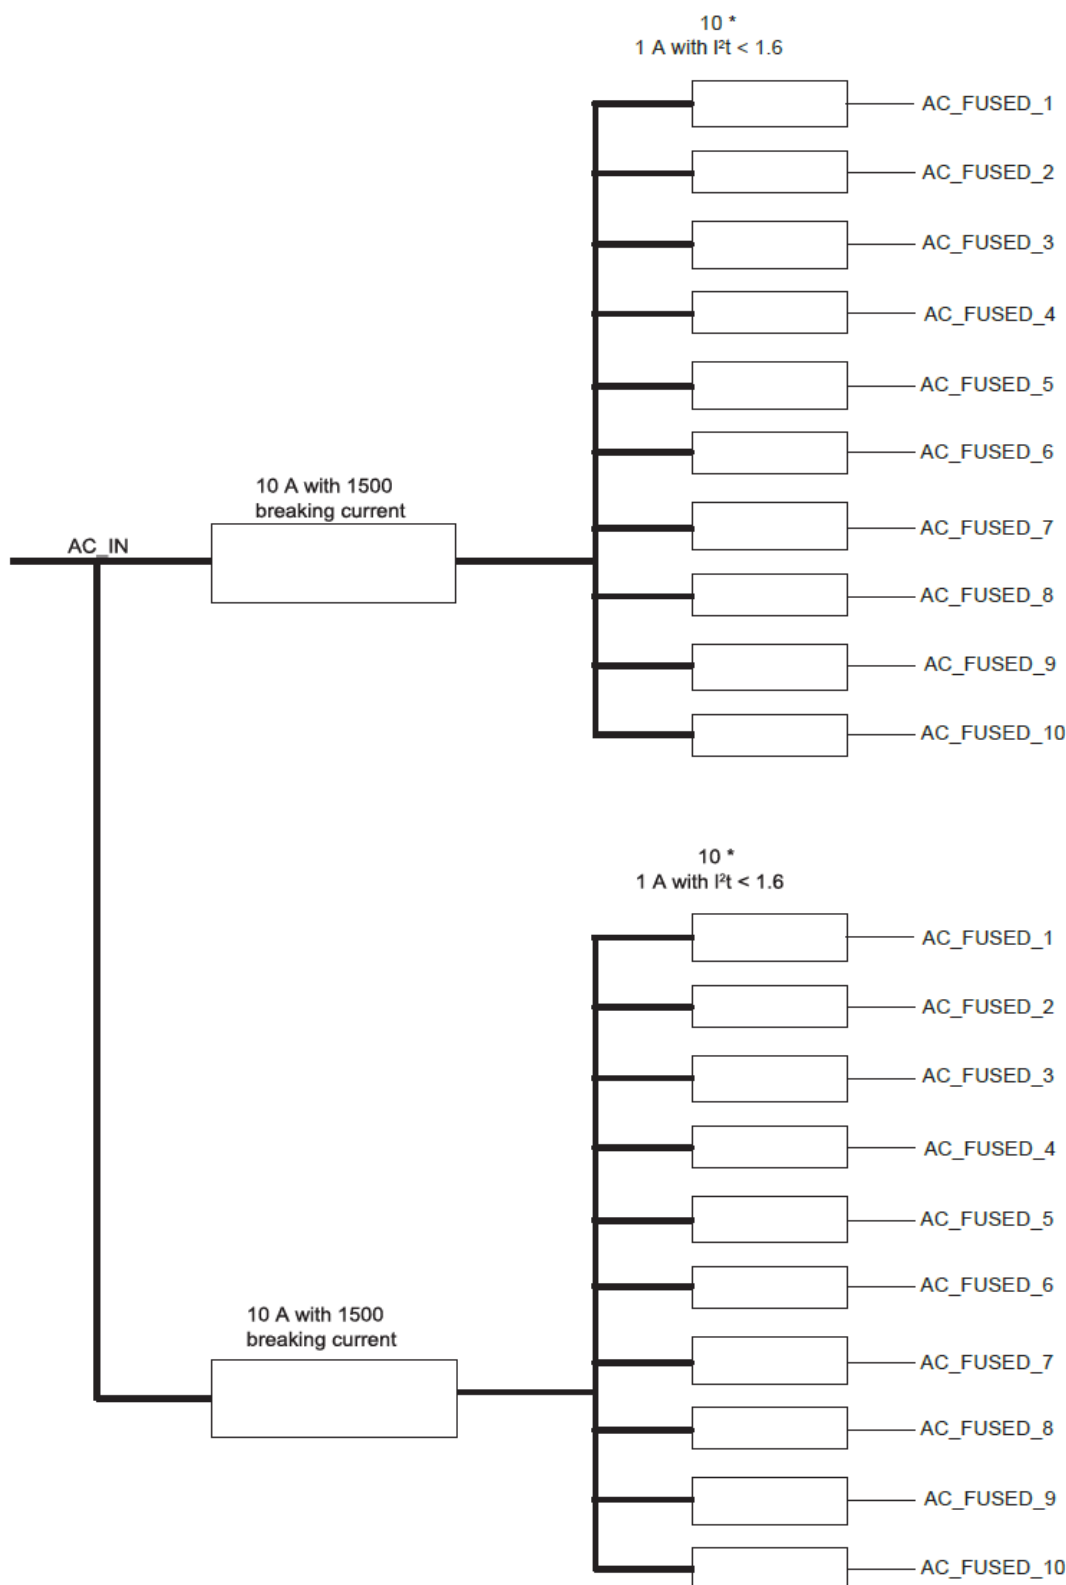 10 *
1 A with I²t < 1.6
AC_FUSED_1
AC_FUSED_2
AC_FUSED_3
AC_FUSED_4
AC_FUSED_5
AC_FUSED_6
10 A with 1500
breaking current
AC_FUSED_7
AC_IN
AC_FUSED_8
AC_FUSED_9
AC_FUSED_10
10 *
1 A with I²t < 1.6
AC_FUSED_1
AC_FUSED_2
AC_FUSED_3
AC_FUSED_4
AC_FUSED_5
AC_FUSED_6
10 A with 1500
breaking current
AC_FUSED_7
AC_FUSED_8
AC_FUSED_9
AC_FUSED_10